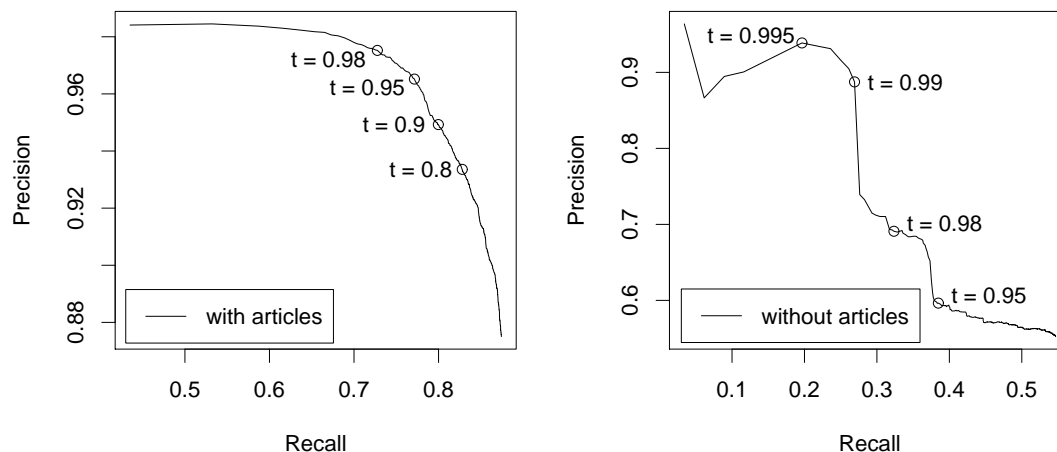 0.88
0.92
0.96
Precision
t = 0.98
t = 0.95
t = 0.9
t = 0.8
with articles
0.5
0.6
0.7
0.8
Recall
0.6
0.7
0.8
0.9
Precision
t = 0.995
t = 0.99
t = 0.98
t = 0.95
without articles
0.1
0.2
0.3
0.4
0.5
Recall